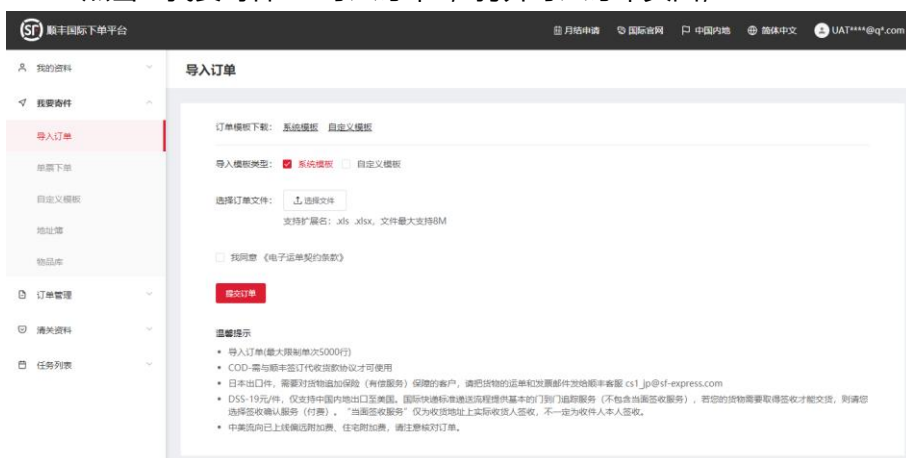 SF 顺丰国际下单平台
月结申请 国际官网 中国内地 简体中文 UAT****@q*.com
我的资料
导入订单
我要寄件
导入订单
单票下单
自定义模板
地址簿
物品库
订单管理
清关资料
任务列表
订单模板下载： 系统模板 自定义模板
导入模板类型： 系统模板 自定义模板
选择订单文件： 选择文件
支持扩展名：.xls .xlsx，文件最大支持8M
我同意 《电子运单契约条款》
提交订单
温馨提示
• 导入订单(最大限制单次5000行)
• COD-需与顺丰签订代收货款协议才可使用
• 日本出口件，需要对货物追加保险（有信服务）保障的客户，请把货物的运单和发票邮件发给顺丰客服 cs1_jp@sf-express.com
• DSS-19元/件，仅支持中国内地出口至美国。国际快递标准递送流程提供基本的门到门追踪服务（不包含当面签收服务），若您的货物需要取得签收才能交货，则请您
选择签收确认服务（付费）。“当面签收服务”仅为收货地址上实际收货人签收，不一定为收件人本人签收。
• 中美流向已上线偏远附加费、住宅附加费，请注意核对订单。